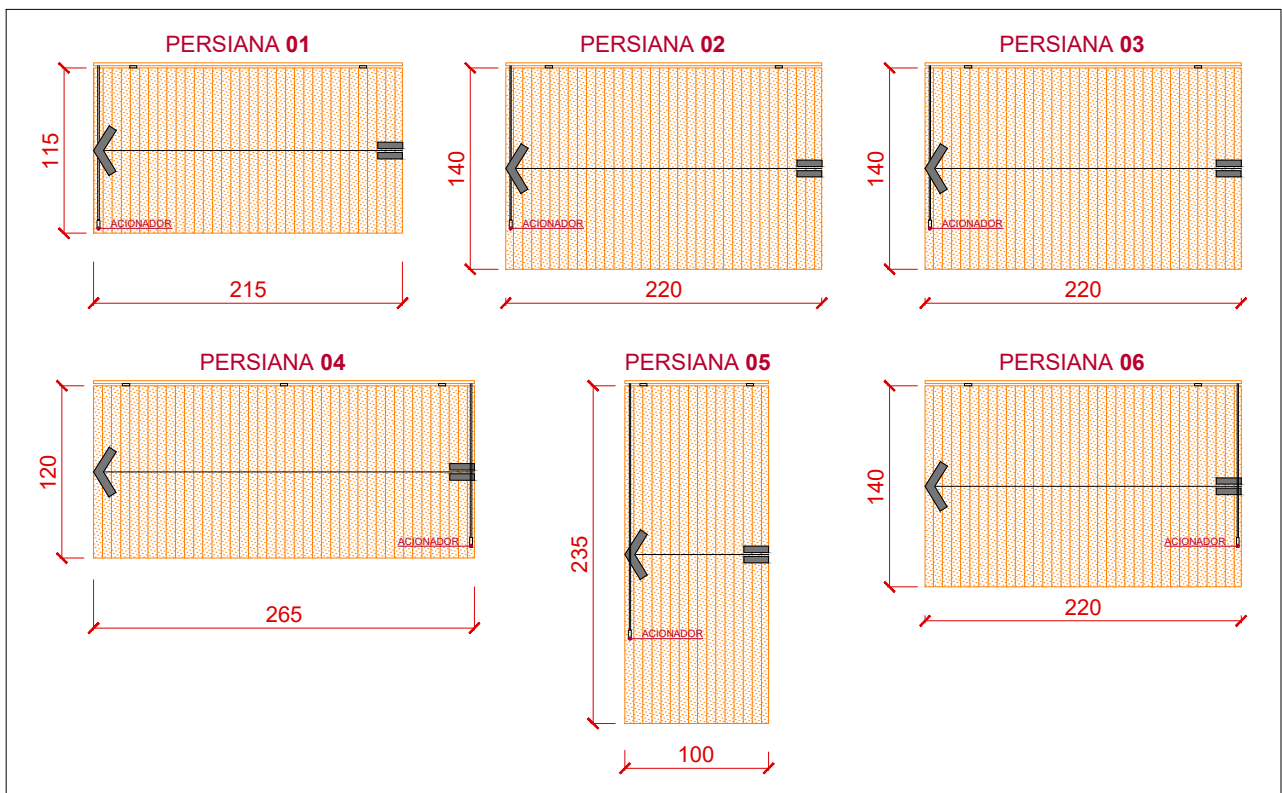 PERSIANA 01
115
ACIONADOR
215
PERSIANA 02
140
ACIONADOR
220
PERSIANA 03
140
ACIONADOR
220
PERSIANA 04
120
ACIONADOR
265
PERSIANA 05
235
ACIONADOR
100
PERSIANA 06
140
ACIONADOR
220